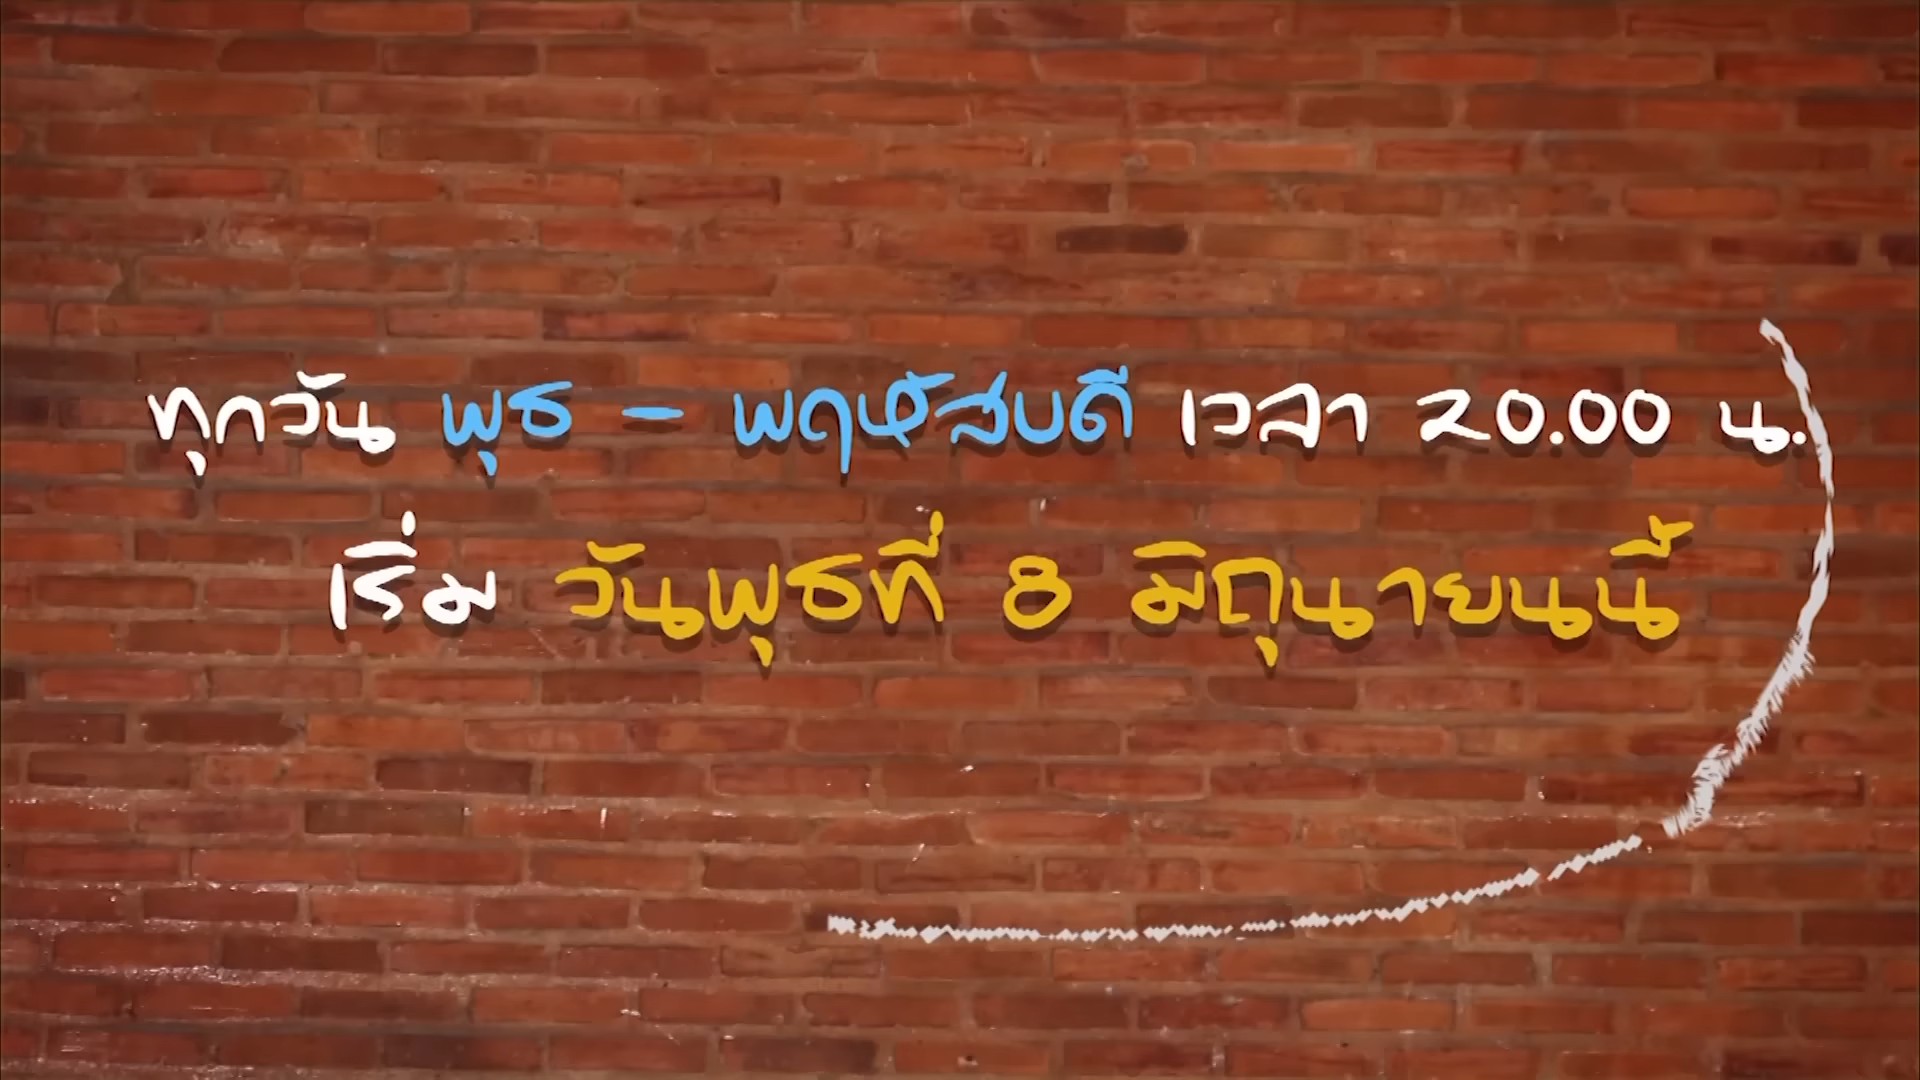 ทุกวัน พุธ - พฤหัสบดี เวลา 20.00 น.
เริ่ม วันพุธที่ 8 มิถุนายนนี้